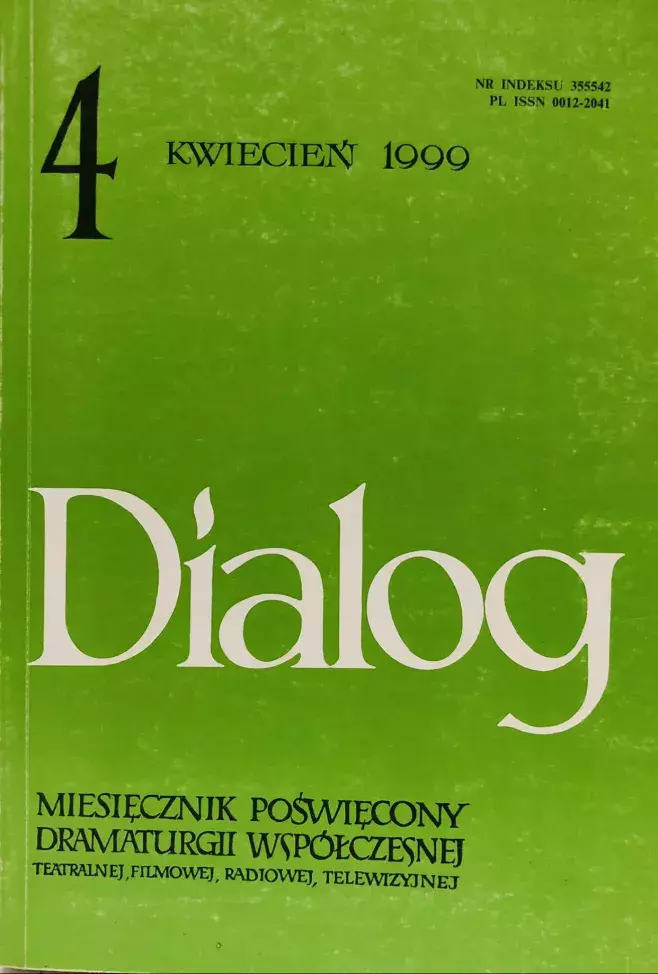 NR INDEKSU 355542
PL ISSN 0012-2041
4
KWIECIEŃ 1999
Dialog
MIESIĘCZNIK POŚWIĘCONY
DRAMATURGII WSPÓŁCZESNEJ
TEATRALNEJ, FILMOWEJ, RADIOWEJ, TELEWIZYJNEJ